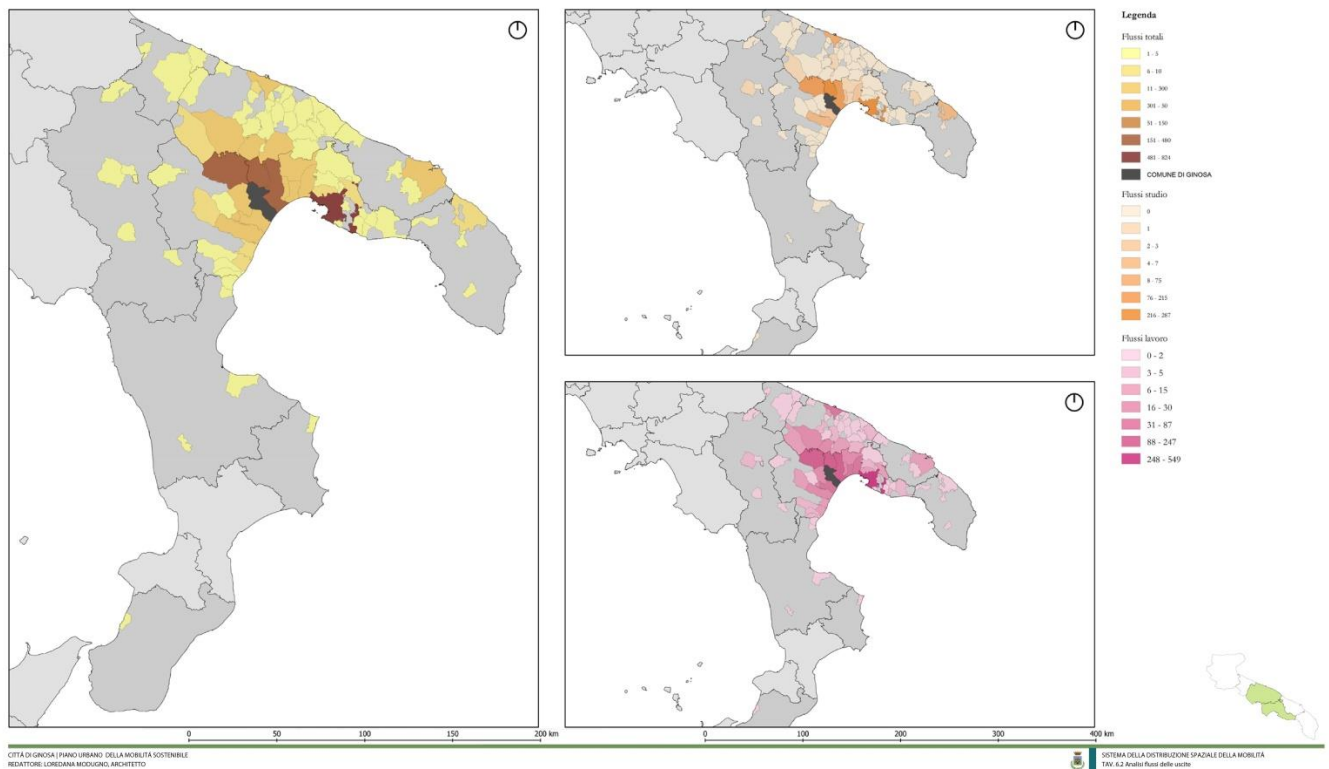 Legenda
Flussi totali
1 - 5
6 - 10
11 - 300
301 - 50
51 - 150
151 - 480
481 - 824
COMUNE DI GINOSA
Flussi studio
0
1
2 - 3
4 - 7
8 - 75
76 - 215
216 - 287
Flussi lavoro
0 - 2
3 - 5
6 - 15
16 - 30
31 - 87
88 - 247
248 - 549
0 50 100 150 200 km
0 100 200 300 400 km
CITTÀ DI GINOSA | PIANO URBANO DELLA MOBILITÀ SOSTENIBILE
REDATTORE: LOREDANA MODUGNO, ARCHITETTO
SISTEMA DELLA DISTRIBUZIONE SPAZIALE DELLA MOBILITÀ
TAV. 6.2 Analisi flussi delle uscite